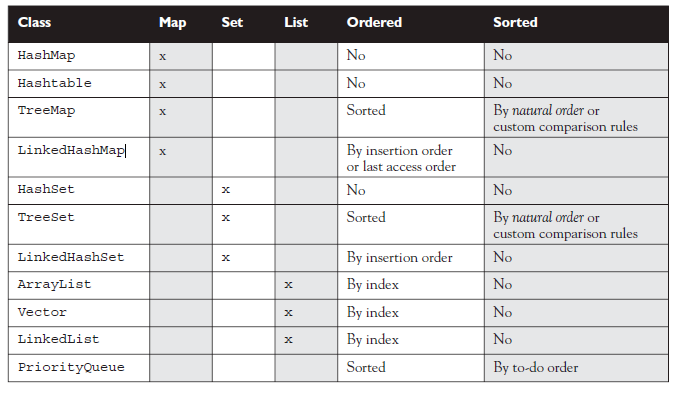 Class Map Set List Ordered Sorted
HashMap x No No
Hashtable x No No
TreeMap x Sorted By natural order or
custom comparison rules
LinkedHashMap x By insertion order No
or last access order
HashSet x No No
TreeSet x Sorted By natural order or
custom comparison rules
LinkedHashSet x By insertion order No
ArrayList x By index No
Vector x By index No
LinkedList x By index No
PriorityQueue Sorted By to-do order